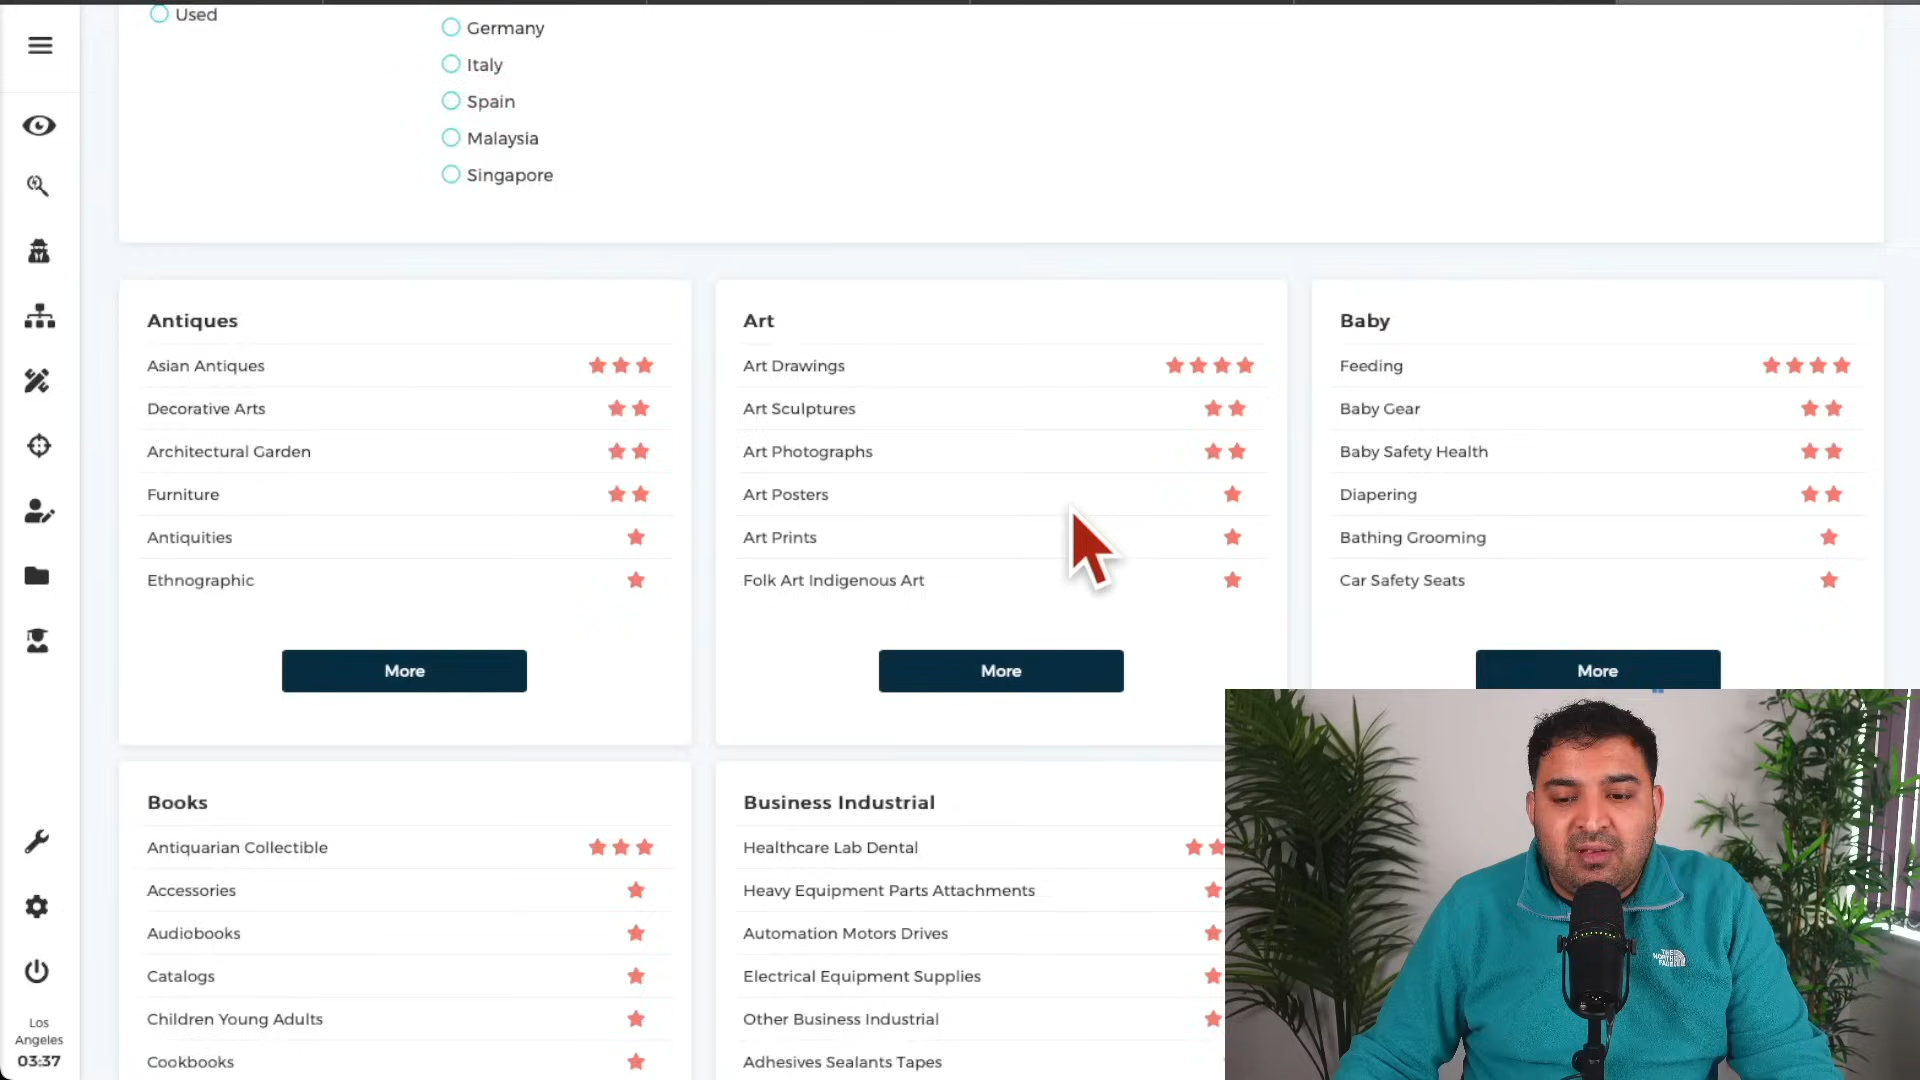 Used
Germany
Italy
Spain
Malaysia
Singapore
Antiques
Asian Antiques
Decorative Arts
Architectural Garden
Furniture
Antiquities
Ethnographic
More
Art
Art Drawings
Art Sculptures
Art Photographs
Art Posters
Art Prints
Folk Art Indigenous Art
More
Baby
Feeding
Baby Gear
Baby Safety Health
Diapering
Bathing Grooming
Car Safety Seats
More
Books
Antiquarian Collectible
Accessories
Audiobooks
Catalogs
Children Young Adults
Cookbooks
Business Industrial
Healthcare Lab Dental
Heavy Equipment Parts Attachments
Automation Motors Drives
Electrical Equipment Supplies
Other Business Industrial
Adhesives Sealants Tapes
Los
Angeles
03:37
THE
NORTH
FACE